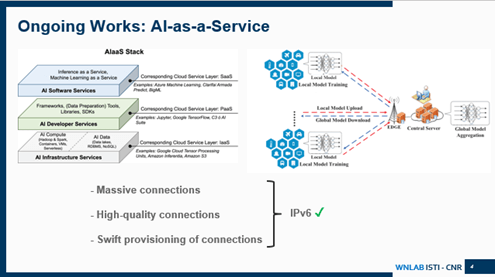 Ongoing Works: AI-as-a-Service
AIaaS Stack
Inference as a Service,
Machine Learning as a Service
AI Software Services
Corresponding Cloud Service Layer: SaaS
Examples: Azure Machine Learning, Clarifai Armada
Predict, BigML
Frameworks, (Data Preparation) Tools,
Libraries, SDKs
AI Developer Services
Corresponding Cloud Service Layer: PaaS
Examples: Jupyter, Google TensorFlow, C3.ti AI
Suite
AI Compute
(Hadoop & Spark,
Containers, VMs,
Serverless)
AI Data
(Data lakes,
RDBMS, NoSQL)
AI Infrastructure Services
Corresponding Cloud Service Layer: IaaS
Examples: Google Cloud Tensor Processing
Units, Amazon Inferentia, Amazon S3
Local Model
Local Model Training
Local Model Upload
Global Model Download
EDGE
Central Server
Global Model
Aggregation
Local Model
Local Model Training
- Massive connections
- High-quality connections
- Swift provisioning of connections
IPv6 ✓
WNLAB ISTI - CNR
4